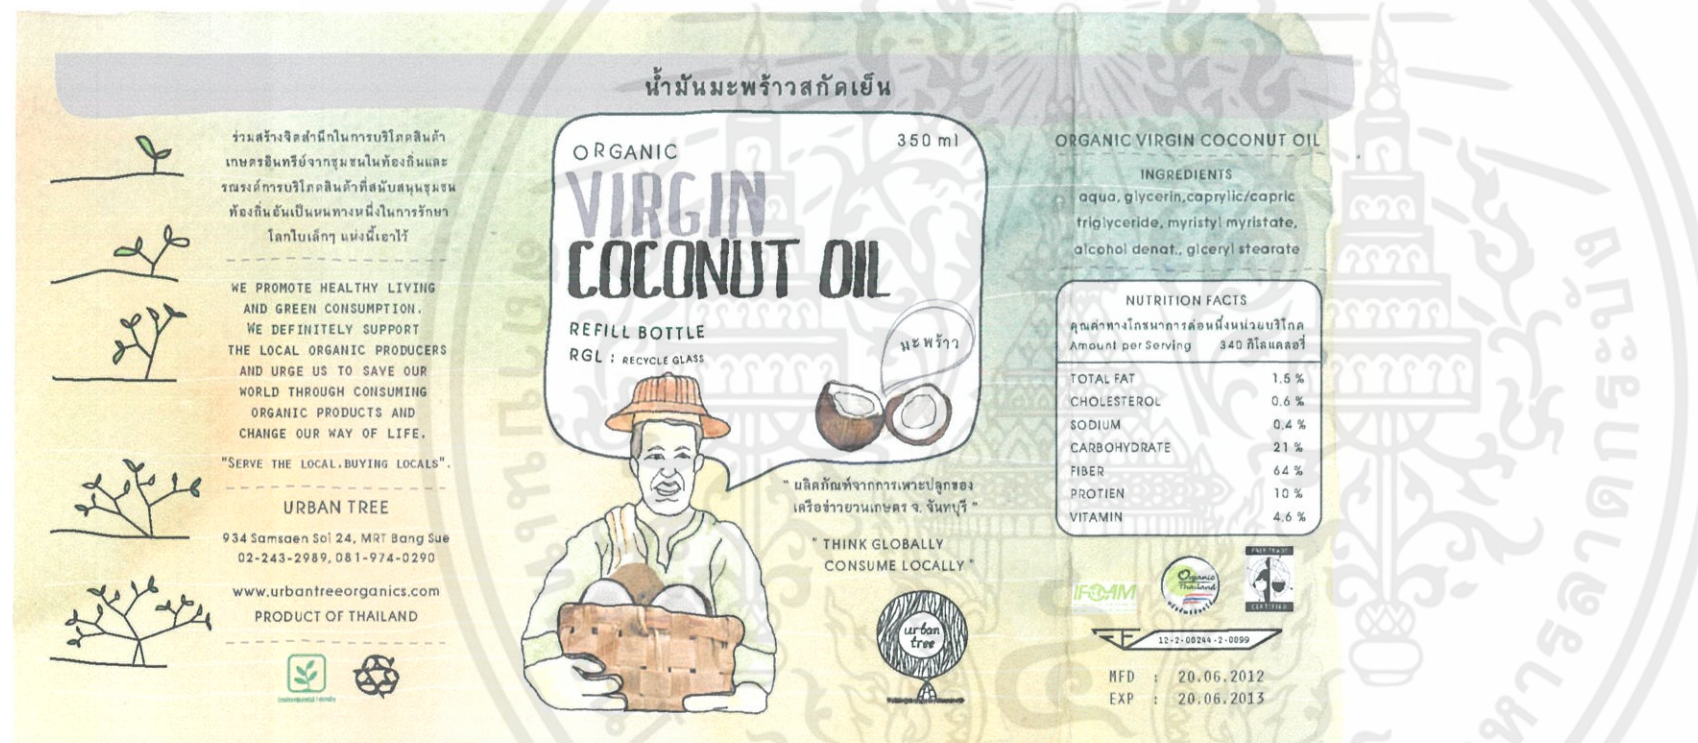 น้ำมันมะพร้าวสกัดเย็น
ร่วมสร้างจิตสำนึกในการบริโภคสินค้า
เกษตรอินทรีย์จากชุมชนในท้องถิ่นและ
รณรงค์การบริโภคสินค้าที่สนับสนุนชุมชน
ท้องถิ่นอันเป็นหนทางหนึ่งในการรักษา
โลกใบเล็กๆ แห่งนี้เอาไว้
WE PROMOTE HEALTHY LIVING
AND GREEN CONSUMPTION.
WE DEFINITELY SUPPORT
THE LOCAL ORGANIC PRODUCERS
AND URGE US TO SAVE OUR
WORLD THROUGH CONSUMING
ORGANIC PRODUCTS AND
CHANGE OUR WAY OF LIFE.
"SERVE THE LOCAL.BUYING LOCALS".
URBAN TREE
934 Samsaen Soi 24, MRT Bang Sue
02-243-2989, 081-974-0290
www.urbantreeorganics.com
PRODUCT OF THAILAND
ORGANIC
350 ml
VIRGIN
COCONUT OIL
REFILL BOTTLE
RGL : RECYCLE GLASS
มะพร้าว
" ผลิตภัณฑ์จากการเพาะปลูกของ
เครือข่ายวนเกษตร จ. จันทบุรี "
" THINK GLOBALLY
CONSUME LOCALLY "
urban
tree
ORGANIC VIRGIN COCONUT OIL
INGREDIENTS
aqua, glycerin,caprylic/capric
triglyceride, myristyl myristate,
alcohol denat., glceryl stearate
NUTRITION FACTS
คุณค่าทางโภชนาการต่อหนึ่งหน่วยบริโภค
Amount per Serving 340 กิโลแคลอรี่
TOTAL FAT 1.5 %
CHOLESTEROL 0.6 %
SODIUM 0.4 %
CARBOHYDRATE 21 %
FIBER 64 %
PROTIEN 10 %
VITAMIN 4.6 %
IFOAM
Organic
Thailand
FAIR TRADE
CERTIFIED
12-2-00244-2-0099
MFD : 20.06.2012
EXP : 20.06.2013